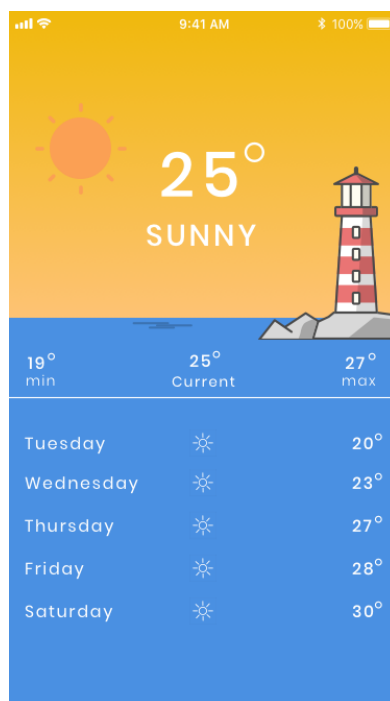 9:41 AM 100%
25°
SUNNY
19° 25° 27°
min Current max
Tuesday 20°
Wednesday 23°
Thursday 27°
Friday 28°
Saturday 30°